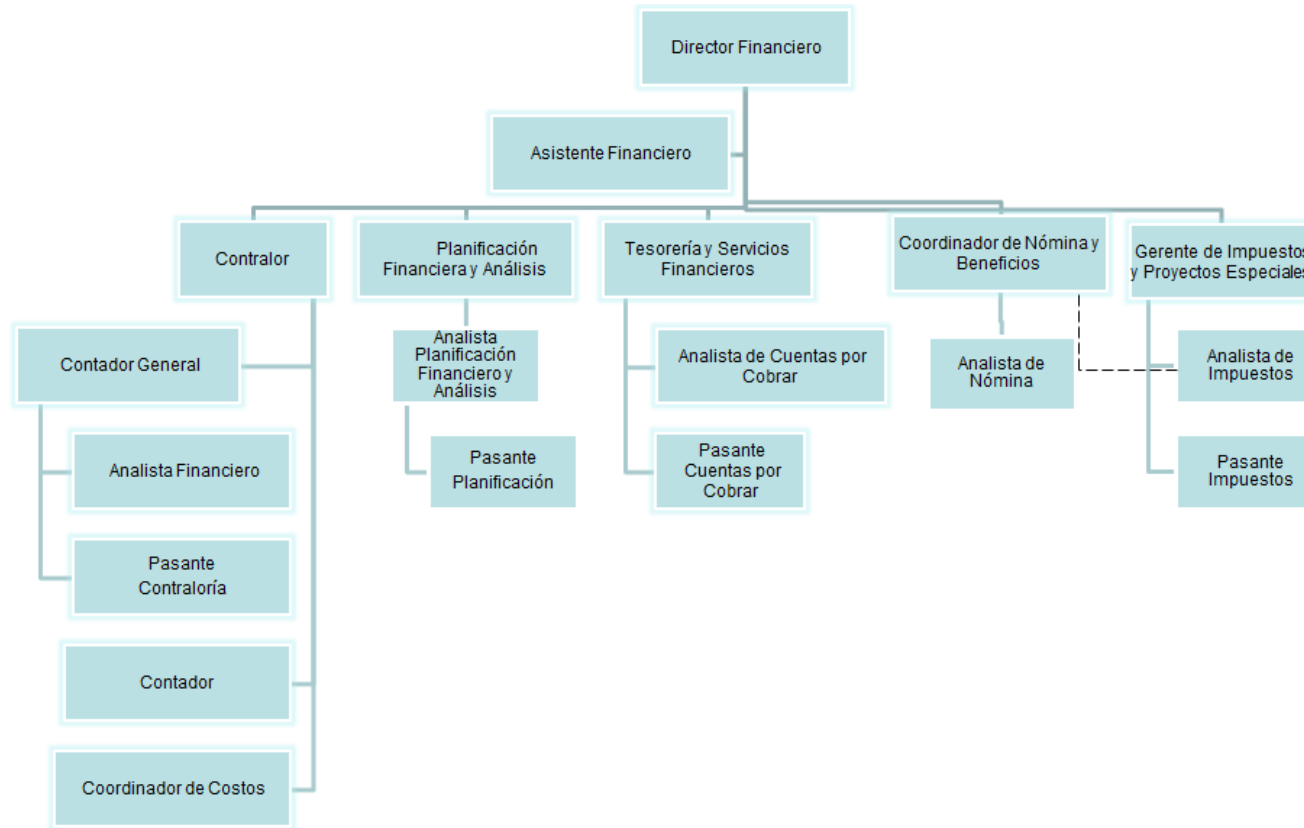 Director Financiero
Asistente Financiero
Contralor
Planificación
Financiera y Análisis
Tesorería y Servicios
Financieros
Coordinador de Nómina y
Beneficios
Gerente de Impuestos
y Proyectos Especiales
Contador General
Analista
Planificación
Financiero y
Análisis
Analista de Cuentas por
Cobrar
Analista de
Nómina
Analista de
Impuestos
Analista Financiero
Pasante
Planificación
Pasante
Cuentas por
Cobrar
Pasante
Impuestos
Pasante
Contraloría
Contador
Coordinador de Costos